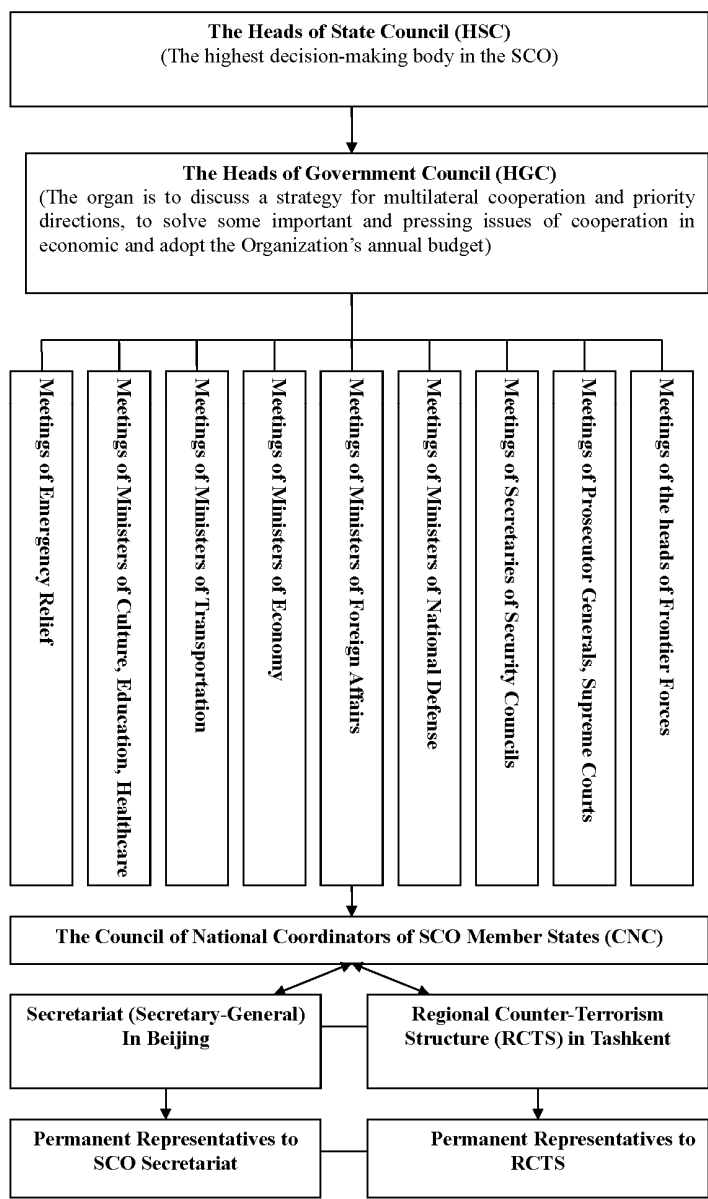 The Heads of State Council (HSC)
(The highest decision-making body in the SCO)
The Heads of Government Council (HGC)
(The organ is to discuss a strategy for multilateral cooperation and priority
directions, to solve some important and pressing issues of cooperation in
economic and adopt the Organization's annual budget)
Meetings of Emergency Relief
Meetings of Ministers of Culture, Education, Healthcare
Meetings of Ministers of Transportation
Meetings of Ministers of Economy
Meetings of Ministers of Foreign Affairs
Meetings of Ministers of National Defense
Meetings of Secretaries of Security Councils
Meetings of Prosecutor Generals, Supreme Courts
Meetings of the heads of Frontier Forces
The Council of National Coordinators of SCO Member States (CNC)
Secretariat (Secretary-General)
In Beijing
Regional Counter-Terrorism
Structure (RCTS) in Tashkent
Permanent Representatives to
SCO Secretariat
Permanent Representatives to
RCTS